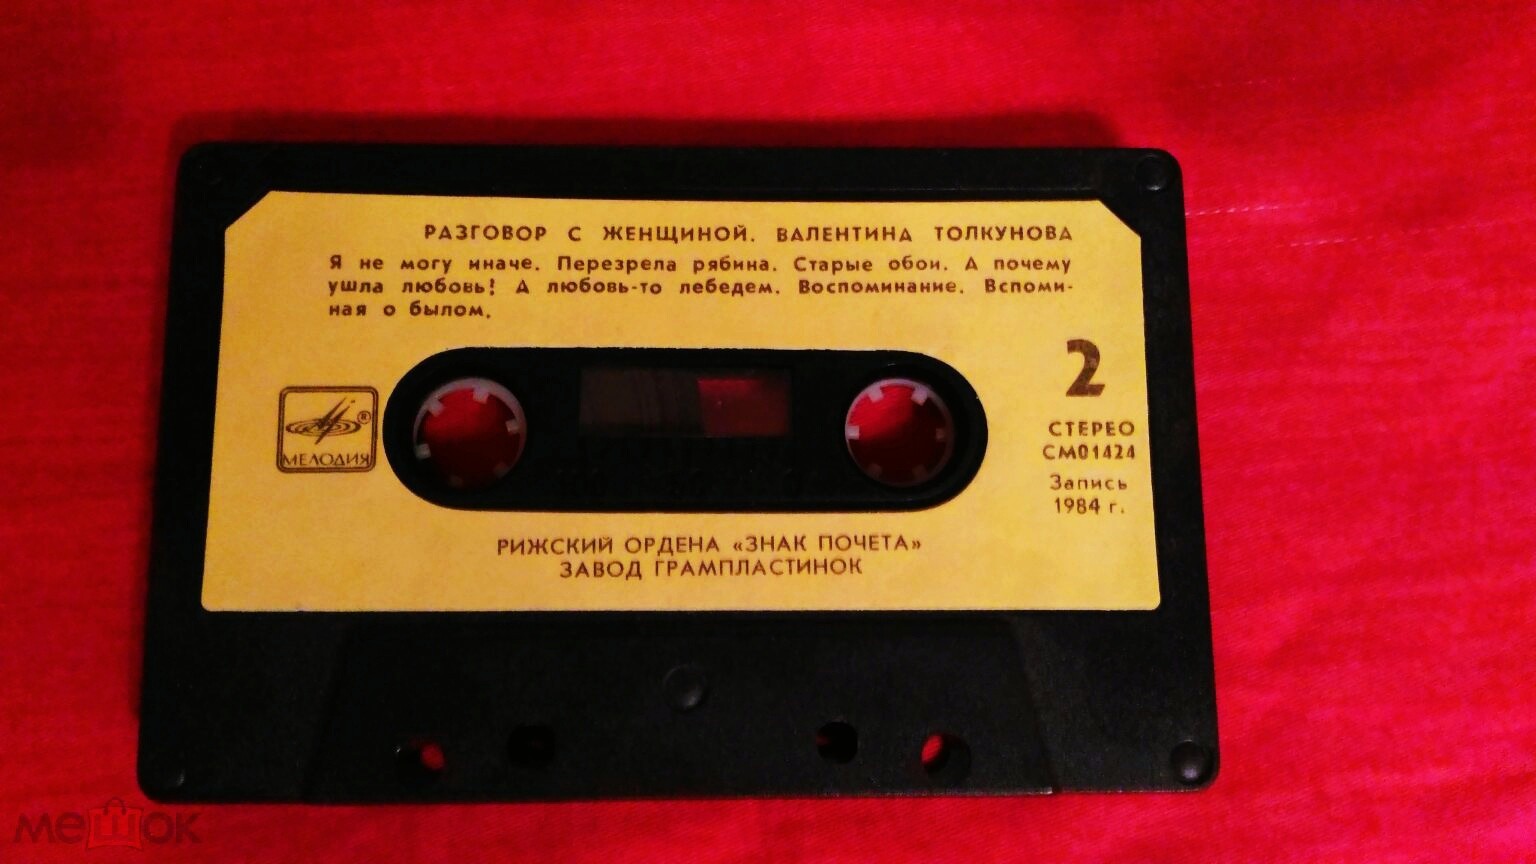 РАЗГОВОР С ЖЕНЩИНОЙ. ВАЛЕНТИНА ТОЛКУНОВА
Я не могу иначе. Перезрела рябина. Старые обои. А почему
ушла любовь! А любовь-то лебедем. Воспоминание. Вспоми-
ная о былом.
2
СТЕРЕО
СМ01424
Запись
1984 г.
®
МЕЛОДИЯ
РИЖСКИЙ ОРДЕНА «ЗНАК ПОЧЕТА»
ЗАВОД ГРАМПЛАСТИНОК
мешок